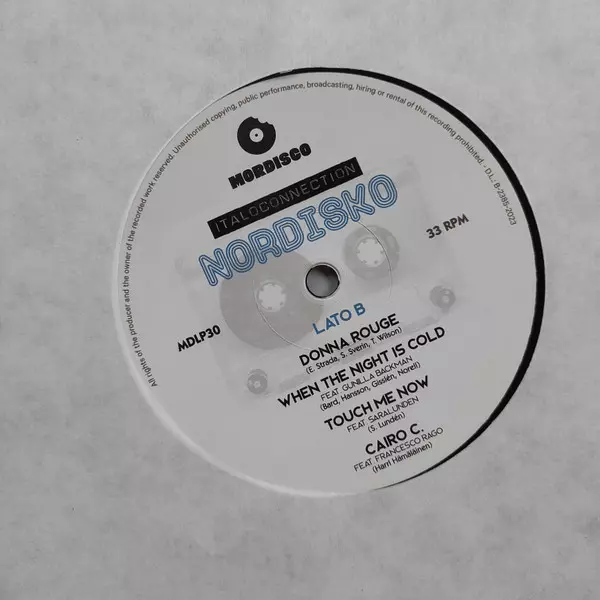 All rights of the producer and the owner of the recorded work reserved. Unauthorised copying, public performance, broadcasting, hiring or rental of this recording prohibited. - D.L.: B-2385-2023
MORDISCO
ITALOCONNECTION
NORDISKO
33 RPM
MDLP30
LATO B
DONNA ROUGE
(E. Strada, S. Sverin, T. Wilson)
WHEN THE NIGHT IS COLD
FEAT. GUNILLA BACKMAN
(Bard, Hansson, Gisslén, Norell)
TOUCH ME NOW
FEAT. SARALUNDEN
(S. Lundén)
CAIRO C.
FEAT. FRANCESCO RAGO
(Harri Hämäläinen)